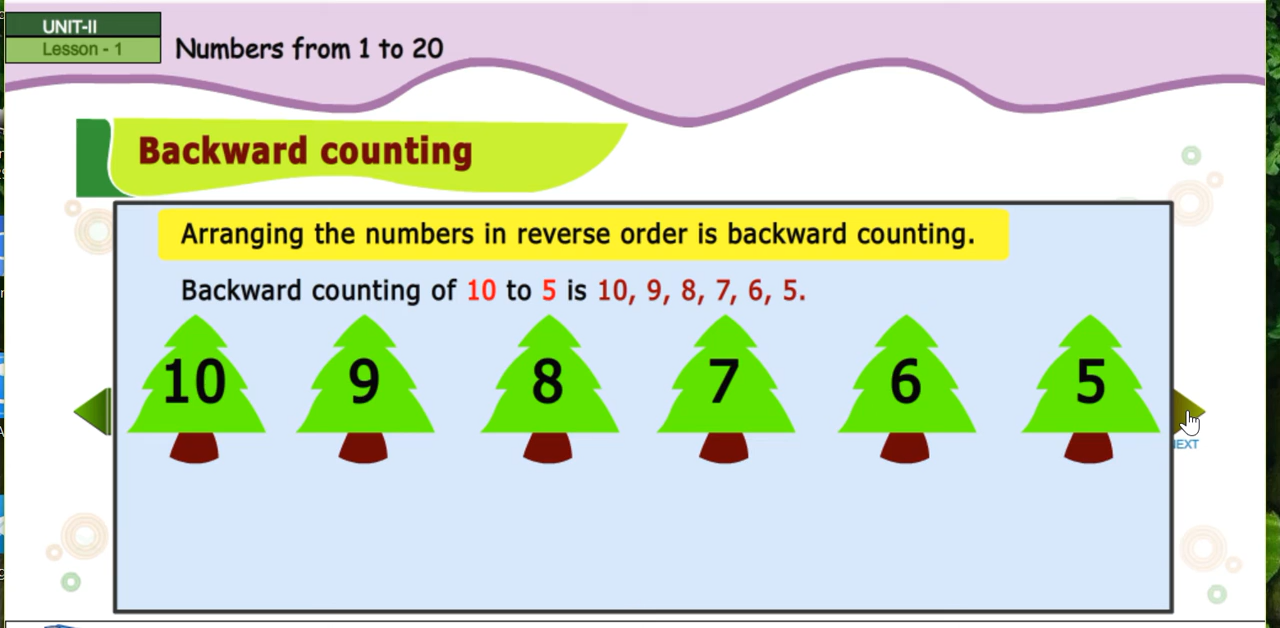 UNIT-II
Lesson - 1
Numbers from 1 to 20
Backward counting
Arranging the numbers in reverse order is backward counting.
Backward counting of 10 to 5 is 10, 9, 8, 7, 6, 5.
10 9 8 7 6 5
EXT